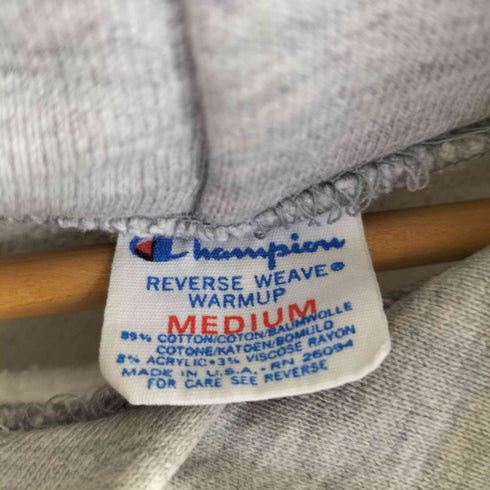 Champion
REVERSE WEAVE®
WARMUP
MEDIUM
89% COTTON/COTON/BAUMWOLLE
COTONE/KATOEN/BOMULD
8% ACRYLIC•3% VISCOSE RAYON
MADE IN U.S.A.-RN 26094
FOR CARE SEE REVERSE